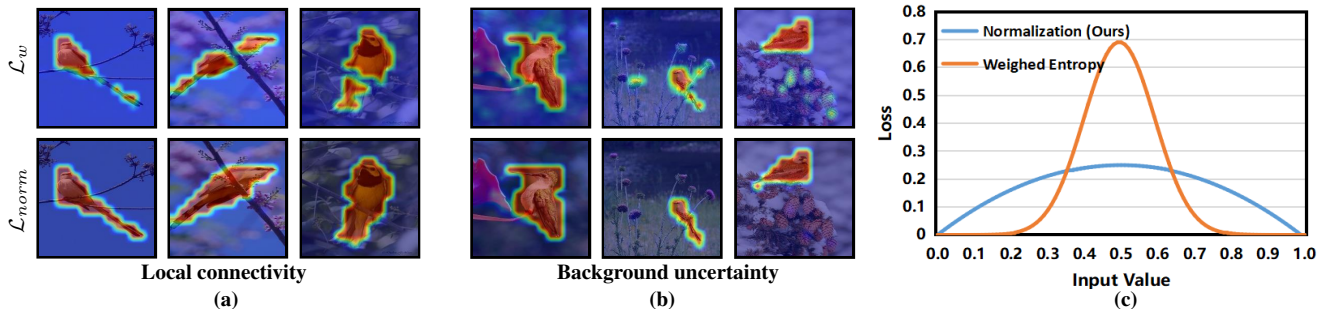 ℒ_w
ℒ_norm
Local connectivity
(a)
Background uncertainty
(b)
0.8
0.7
0.6
0.5
0.4
0.3
0.2
0.1
0
Loss
Normalization (Ours)
Weighed Entropy
0.0 0.1 0.2 0.3 0.4 0.5 0.6 0.7 0.8 0.9 1.0
Input Value
(c)